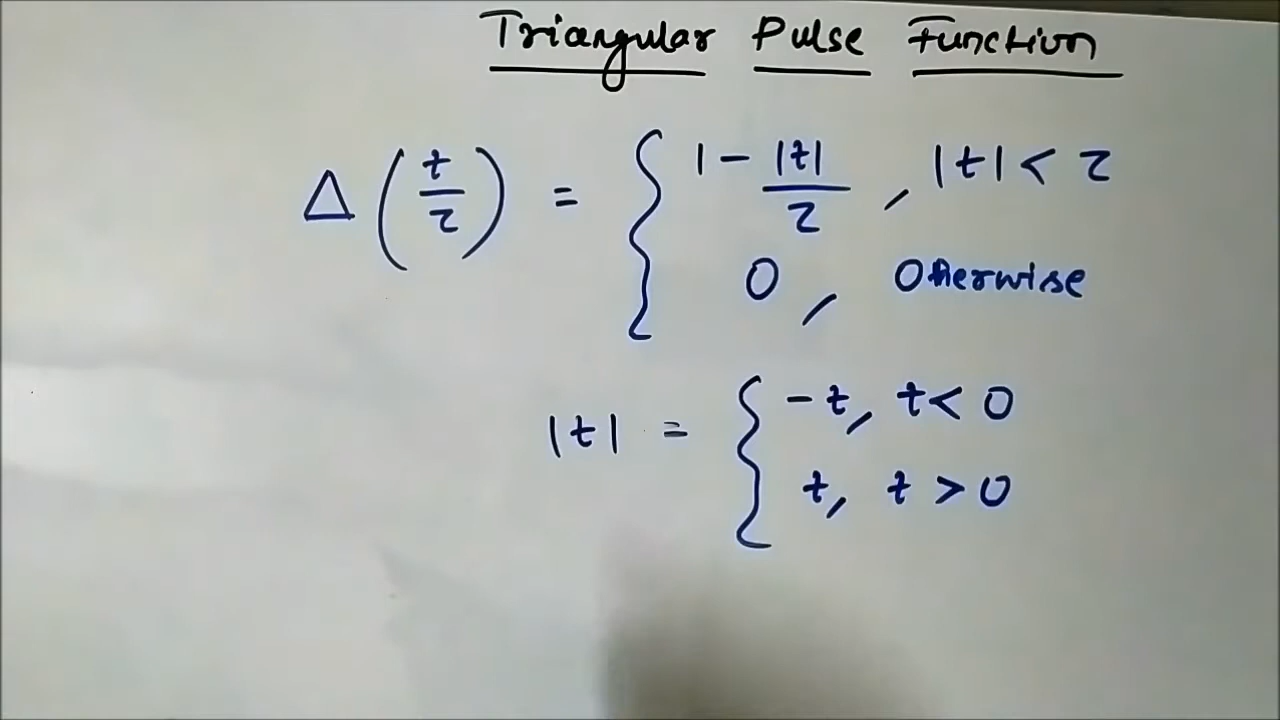 Triangular Pulse Function
Δ(t/τ) = { 1 - |t|/τ , |t| < τ
0 , Otherwise
|t| = { -t, t < 0
t, t > 0